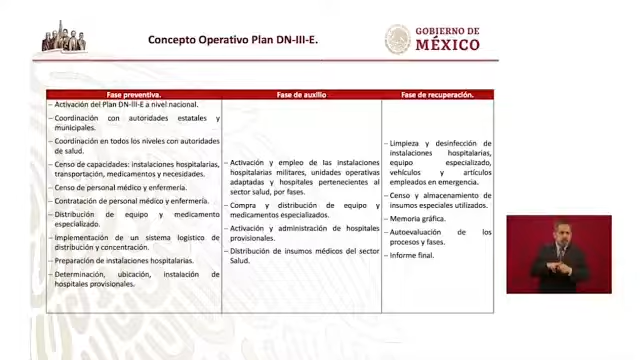 Concepto Operativo Plan DN-III-E.
GOBIERNO DE
MÉXICO
Fase preventiva.
– Activación del Plan DN-III-E a nivel nacional.
– Coordinación con autoridades estatales y
municipales.
– Coordinación en todos los niveles con autoridades
de salud.
– Censo de capacidades: instalaciones hospitalarias,
transportación, medicamentos y necesidades.
– Censo de personal médico y enfermería.
– Contratación de personal médico y enfermería.
– Distribución de equipo y medicamento
especializado.
– Implementación de un sistema logístico de
distribución y concentración.
– Preparación de instalaciones hospitalarias.
– Determinación, ubicación, instalación de
hospitales provisionales.
Fase de auxilio
– Activación y empleo de las instalaciones
hospitalarias militares, unidades operativas
adaptadas y hospitales pertenecientes al
sector salud, por fases.
– Compra y distribución de equipo y
medicamentos especializados.
– Activación y administración de hospitales
provisionales.
– Distribución de insumos médicos del sector
Salud.
Fase de recuperación.
– Limpieza y desinfección de
instalaciones hospitalarias,
equipo especializado,
vehículos y artículos
empleados en emergencia.
– Censo y almacenamiento de
insumos especiales utilizados.
– Memoria gráfica.
– Autoevaluación de los
procesos y fases.
– Informe final.